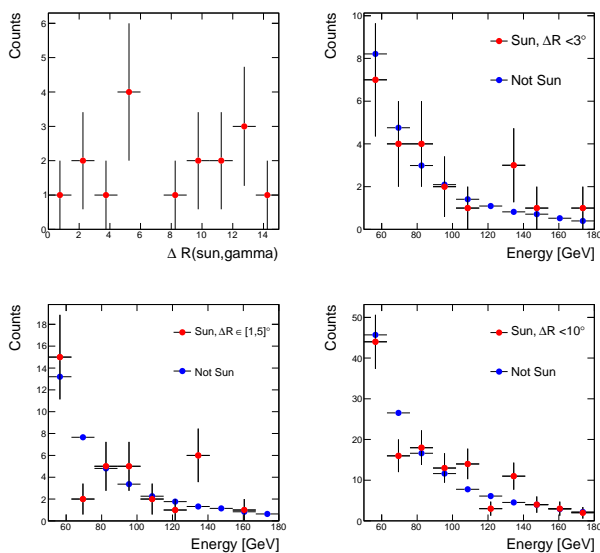 Counts
6
5
4
3
2
1
0
0 2 4 6 8 10 12 14
Δ R(sun,gamma)
Counts
10
8
6
4
2
0
Sun, ΔR <3°
Not Sun
60 80 100 120 140 160 180
Energy [GeV]
Counts
18
16
14
12
10
8
6
4
2
0
Sun, ΔR ∈ [1,5]°
Not Sun
60 80 100 120 140 160 180
Energy [GeV]
Counts
50
40
30
20
10
0
Sun, ΔR <10°
Not Sun
60 80 100 120 140 160 180
Energy [GeV]